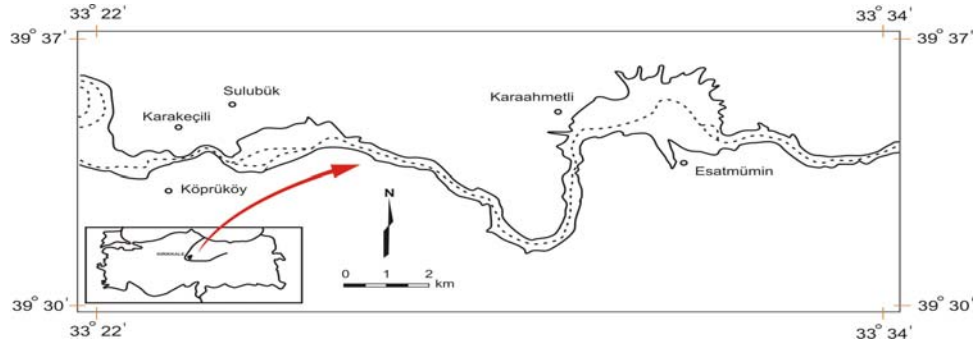 33° 22'
33° 34'
39° 37'
39° 37'
Sulubük
Karaahmetli
Karakeçili
Esatmümin
Köprüköy
N
KIRIKKALE
0 1 2
km
39° 30'
39° 30'
33° 22'
33° 34'